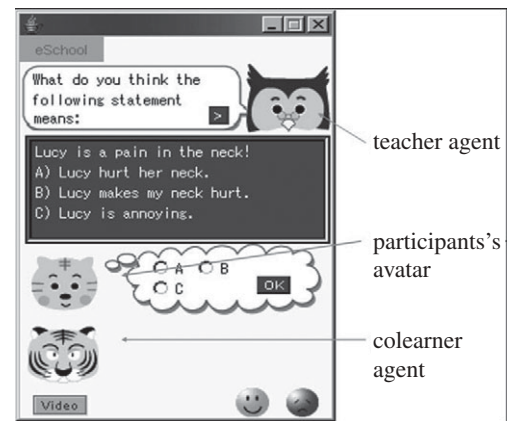 eSchool
What do you think the
following statement
means:
>
teacher agent
Lucy is a pain in the neck!
A) Lucy hurt her neck.
B) Lucy makes my neck hurt.
C) Lucy is annoying.
participants's
avatar
A B
C OK
colearner
agent
Video